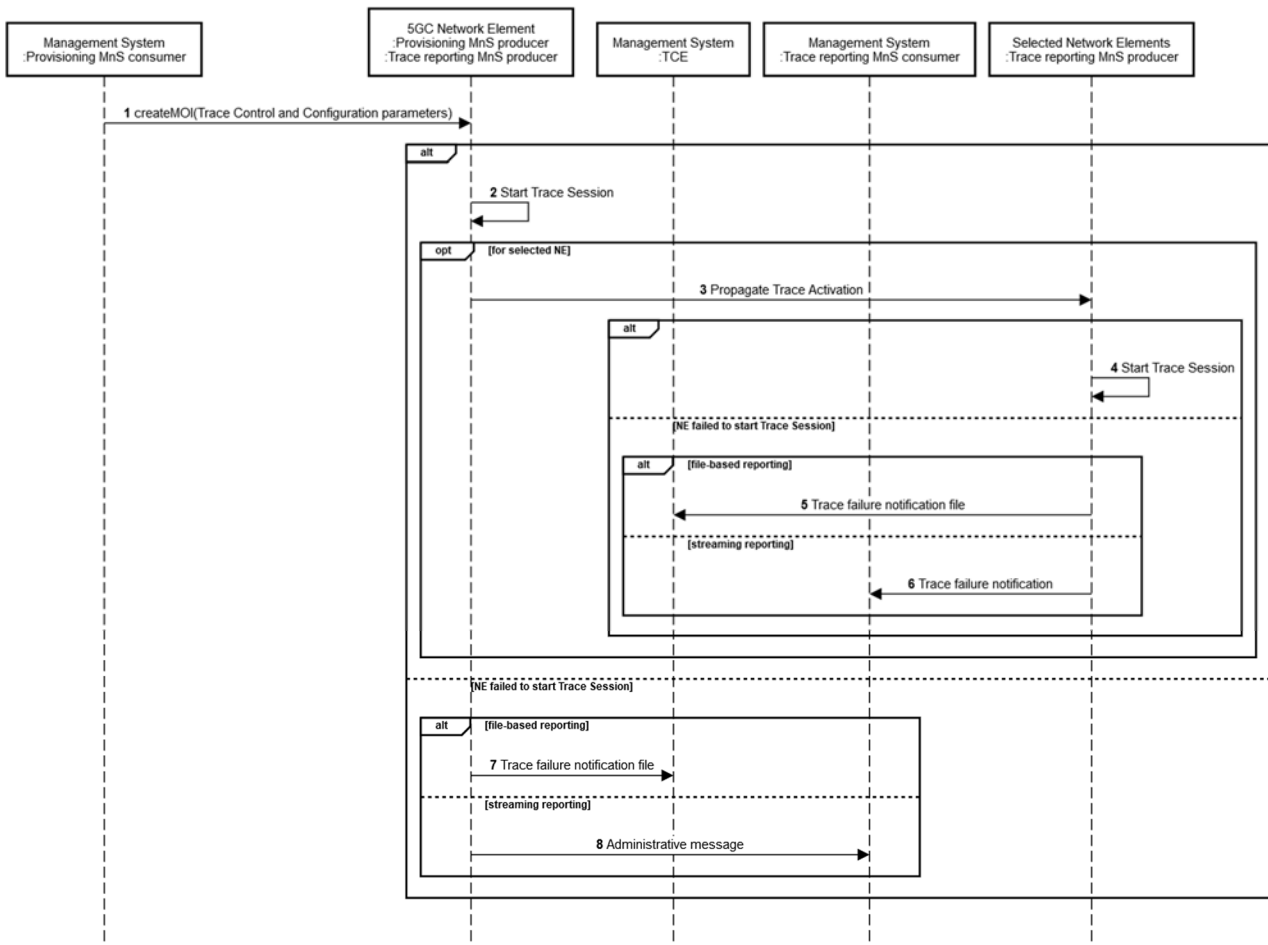 Management System
:Provisioning MnS consumer
5GC Network Element
:Provisioning MnS producer
:Trace reporting MnS producer
Management System
:TCE
Management System
:Trace reporting MnS consumer
Selected Network Elements
:Trace reporting MnS producer
1 createMOI(Trace Control and Configuration parameters)
alt
2 Start Trace Session
opt [for selected NE]
3 Propagate Trace Activation
alt
4 Start Trace Session
[NE failed to start Trace Session]
alt [file-based reporting]
5 Trace failure notification file
[streaming reporting]
6 Trace failure notification
[NE failed to start Trace Session]
alt [file-based reporting]
7 Trace failure notification file
[streaming reporting]
8 Administrative message